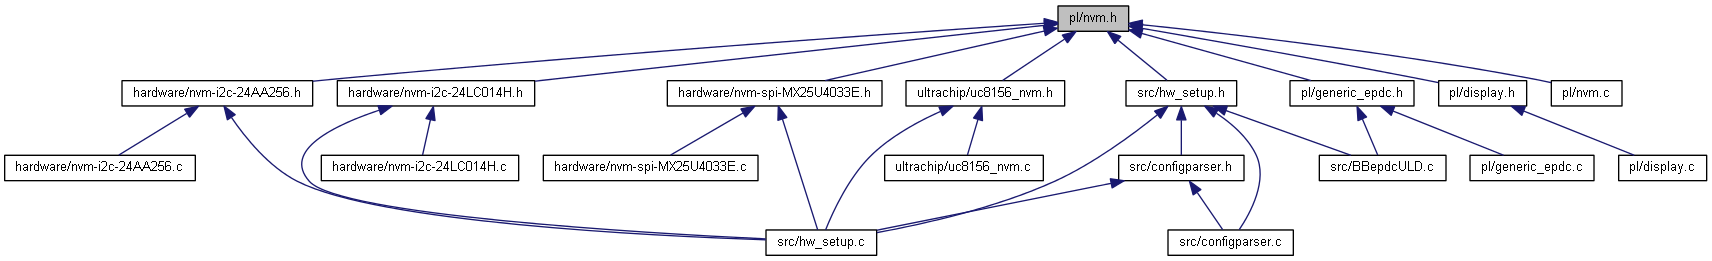 pl/nvm.h
hardware/nvm-i2c-24AA256.h
hardware/nvm-i2c-24LC014H.h
hardware/nvm-spi-MX25U4033E.h
ultrachip/uc8156_nvm.h
src/hw_setup.h
pl/generic_epdc.h
pl/display.h
pl/nvm.c
hardware/nvm-i2c-24AA256.c
hardware/nvm-i2c-24LC014H.c
hardware/nvm-spi-MX25U4033E.c
ultrachip/uc8156_nvm.c
src/configparser.h
src/BBepdcULD.c
pl/generic_epdc.c
pl/display.c
src/hw_setup.c
src/configparser.c